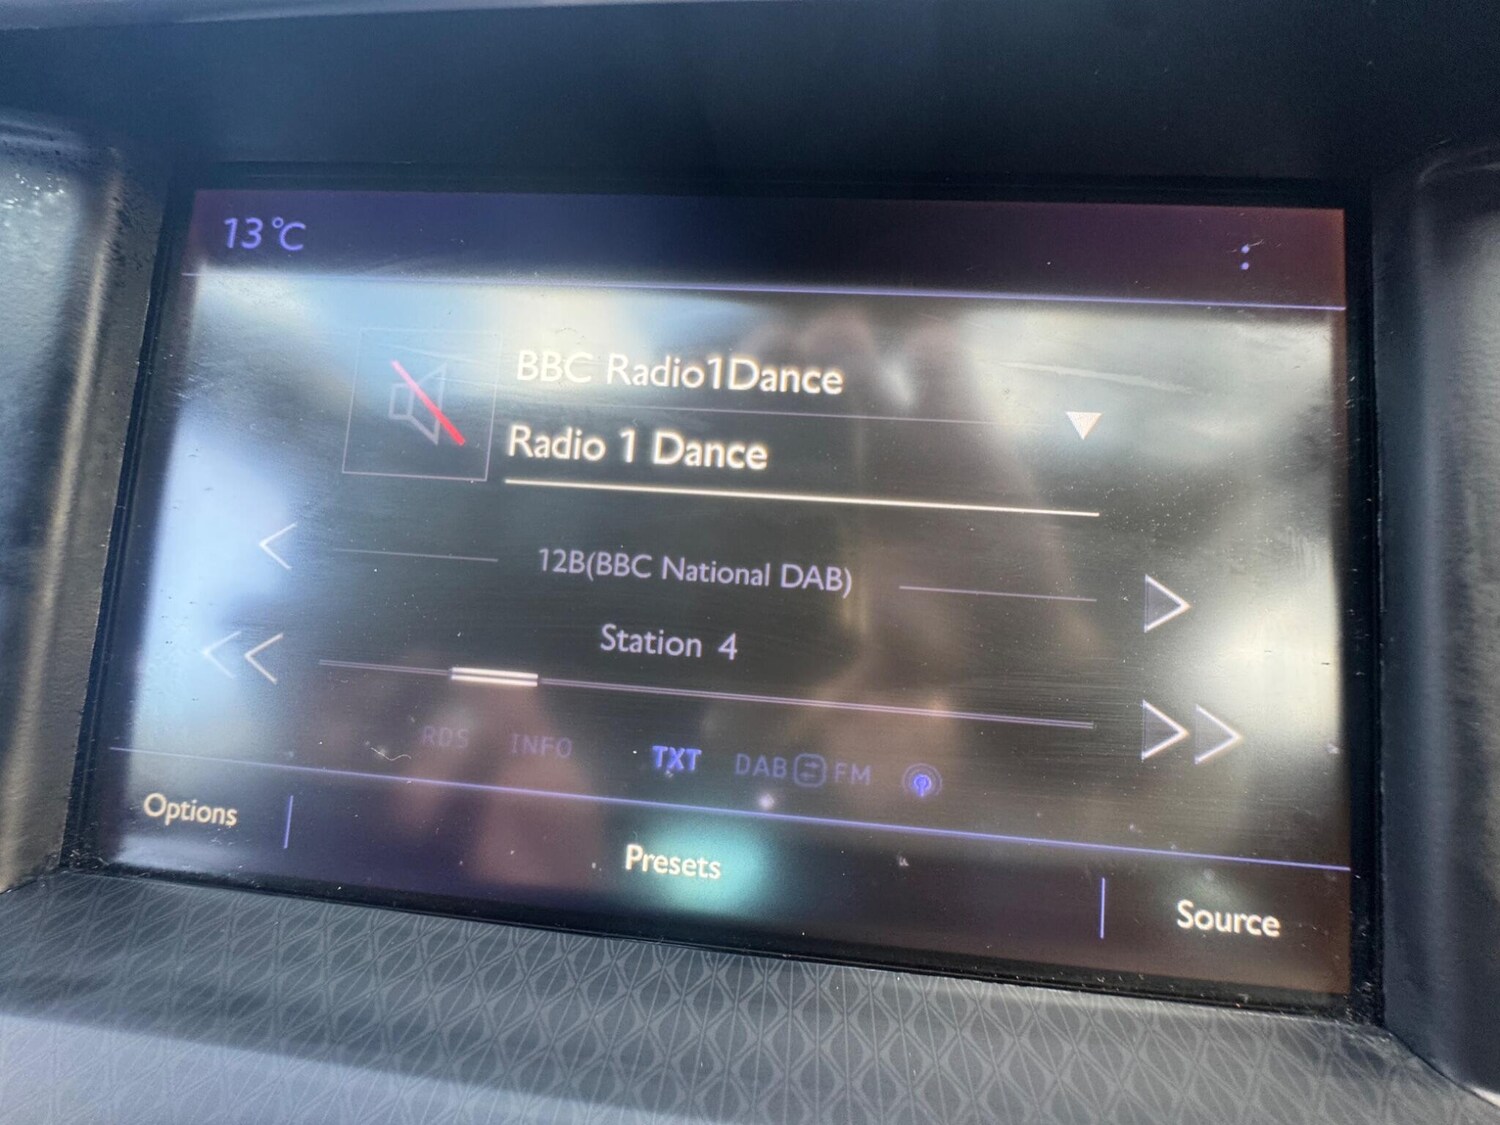 13°C
BBC Radio1Dance
Radio 1 Dance
12B(BBC National DAB)
Station 4
RDS INFO TXT DAB FM
Options
Presets
Source